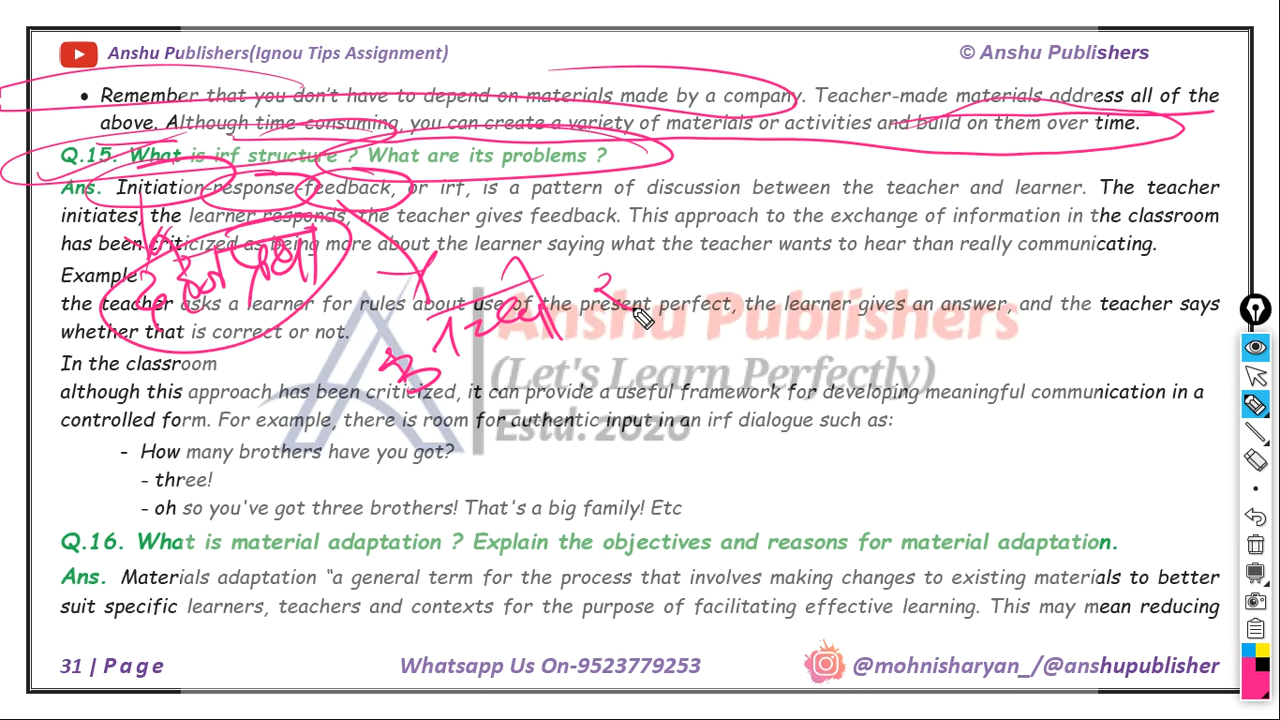 Anshu Publishers(Ignou Tips Assignment)
© Anshu Publishers
• Remember that you don't have to depend on materials made by a company. Teacher-made materials address all of the
above. Although time-consuming, you can create a variety of materials or activities and build on them over time.
Q.15. What is irf structure ? What are its problems ?
Ans. Initiation-response-feedback, or irf, is a pattern of discussion between the teacher and learner. The teacher
initiates, the learner responds, the teacher gives feedback. This approach to the exchange of information in the classroom
has been criticized as being more about the learner saying what the teacher wants to hear than really communicating.
Example
the teacher asks a learner for rules about use of the present perfect, the learner gives an answer, and the teacher says
whether that is correct or not.
In the classroom
although this approach has been criticized, it can provide a useful framework for developing meaningful communication in a
controlled form. For example, there is room for authentic input in an irf dialogue such as:
- How many brothers have you got?
- three!
- oh so you've got three brothers! That's a big family! Etc
Anshu Publishers
(Let's Learn Perfectly)
Estd. 2020
Q.16. What is material adaptation ? Explain the objectives and reasons for material adaptation.
Ans. Materials adaptation “a general term for the process that involves making changes to existing materials to better
suit specific learners, teachers and contexts for the purpose of facilitating effective learning. This may mean reducing
31 | Page
Whatsapp Us On-9523779253
@mohnisharyan_/@anshupublisher